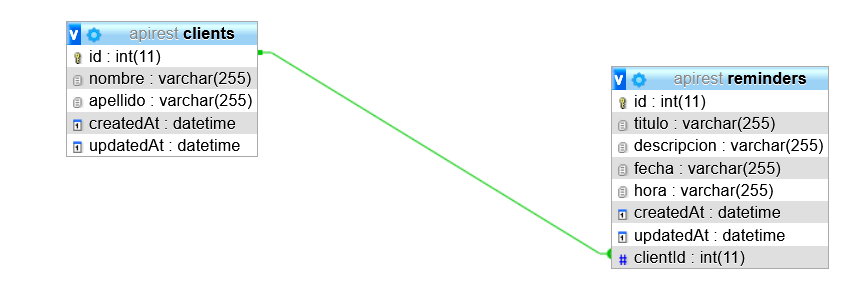 v apirest clients
id : int(11)
nombre : varchar(255)
apellido : varchar(255)
createdAt : datetime
updatedAt : datetime
v apirest reminders
id : int(11)
titulo : varchar(255)
descripcion : varchar(255)
fecha : varchar(255)
hora : varchar(255)
createdAt : datetime
updatedAt : datetime
# clientId : int(11)